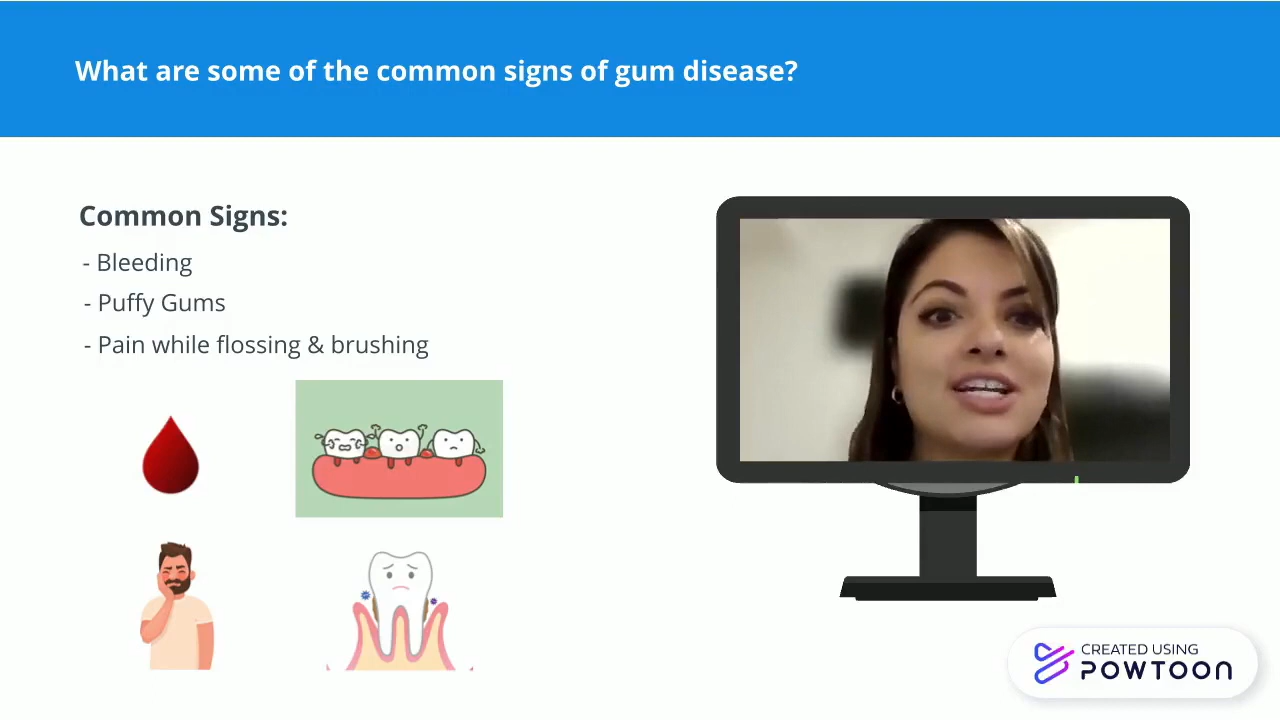 What are some of the common signs of gum disease?
Common Signs:
- Bleeding
- Puffy Gums
- Pain while flossing & brushing
CREATED USING
POWTOON